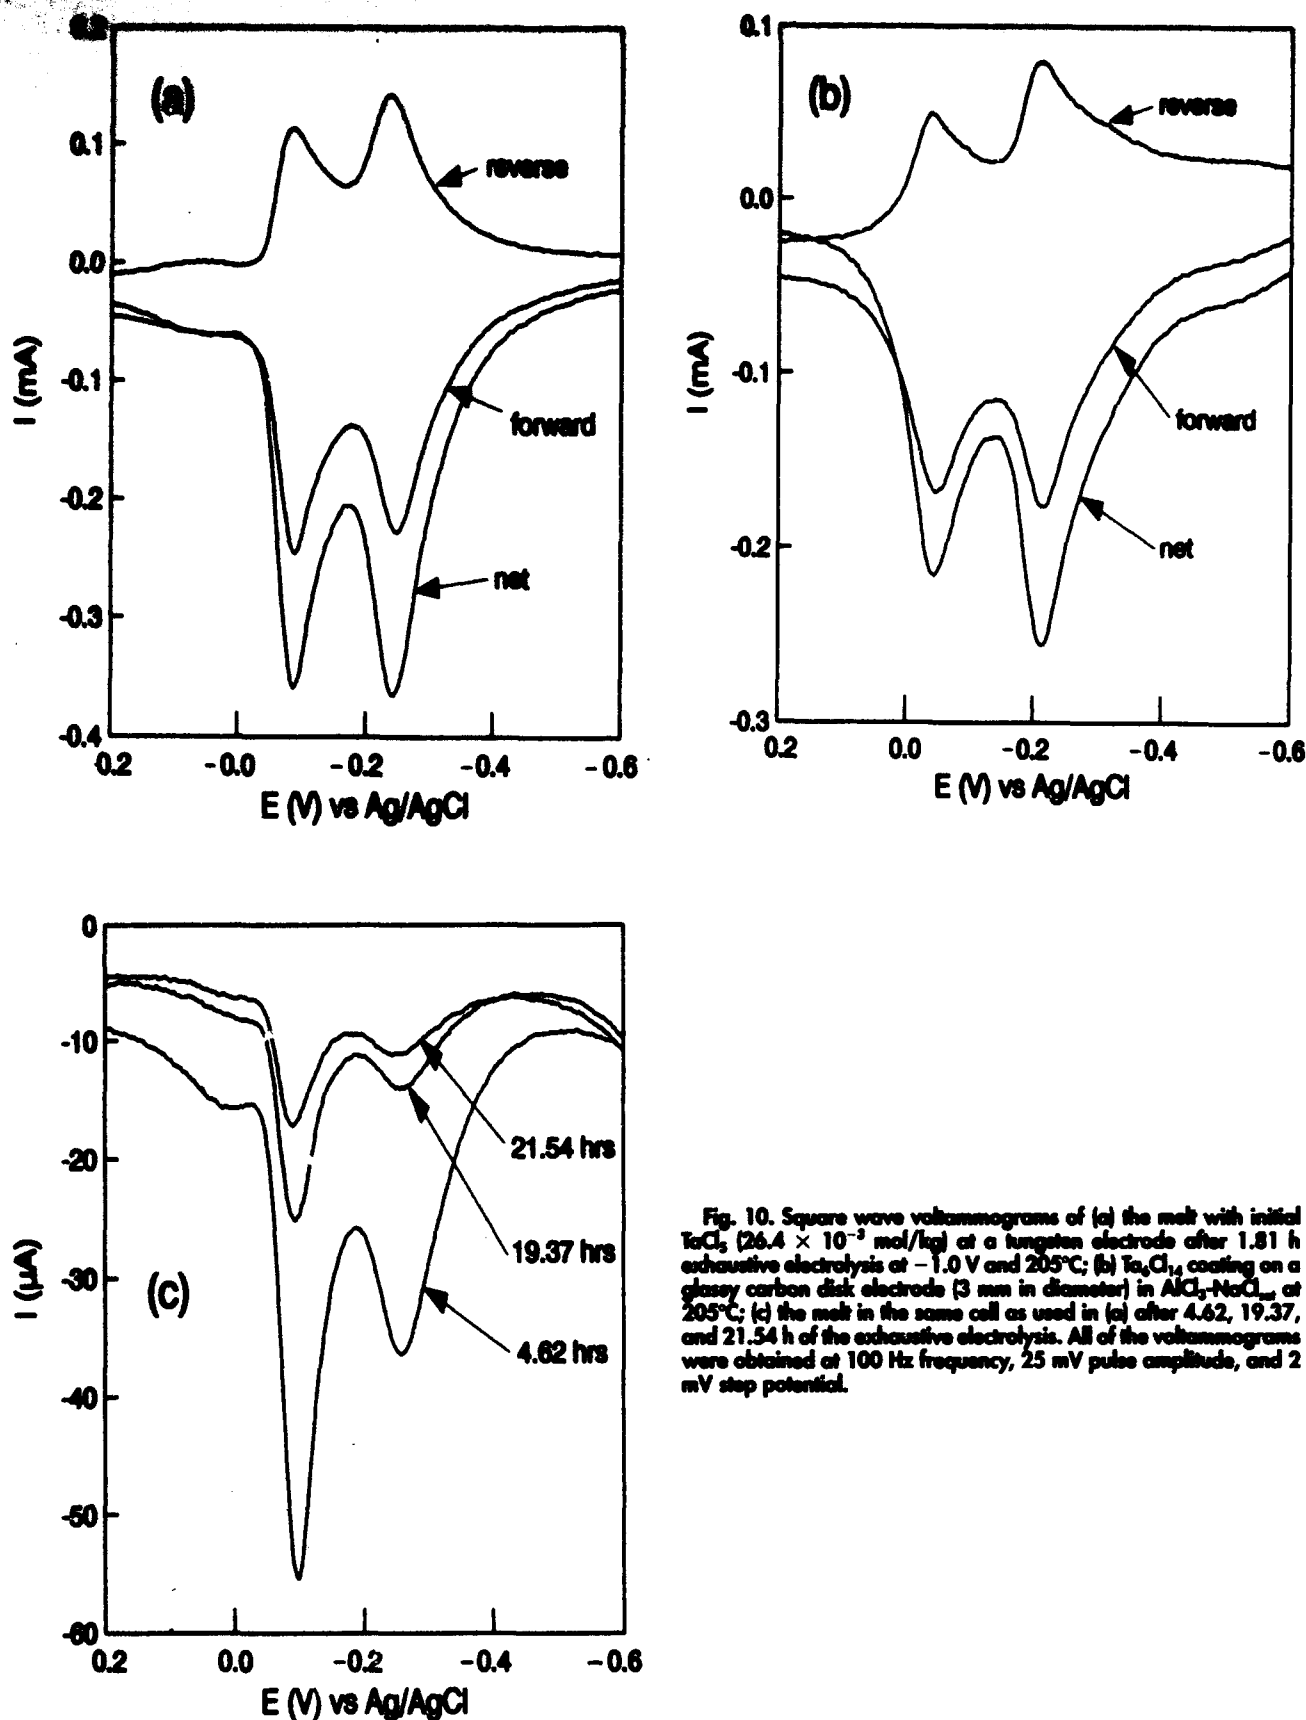 0.2
(a)
0.1
reverse
0.0
-0.1
forward
-0.2
net
-0.3
-0.4
I (mA)
0.2 -0.0 -0.2 -0.4 -0.6
E (V) vs Ag/AgCl
0.1
(b)
reverse
0.0
-0.1
forward
-0.2
net
-0.3
I (mA)
0.2 0.0 -0.2 -0.4 -0.6
E (V) vs Ag/AgCl
0
-10
21.54 hrs
-20
19.37 hrs
-30
(c)
4.62 hrs
-40
-50
-60
I (μA)
0.2 0.0 -0.2 -0.4 -0.6
E (V) vs Ag/AgCl
Fig. 10. Square wave voltammograms of (a) the melt with initial
TaCl₅ (26.4 × 10⁻³ mol/kg) at a tungsten electrode after 1.81 h
exhaustive electrolysis at −1.0 V and 205°C; (b) Ta₆Cl₁₄ coating on a
glassy carbon disk electrode (3 mm in diameter) in AlCl₃-NaClsat at
205°C; (c) the melt in the same cell as used in (a) after 4.62, 19.37,
and 21.54 h of the exhaustive electrolysis. All of the voltammograms
were obtained at 100 Hz frequency, 25 mV pulse amplitude, and 2
mV step potential.